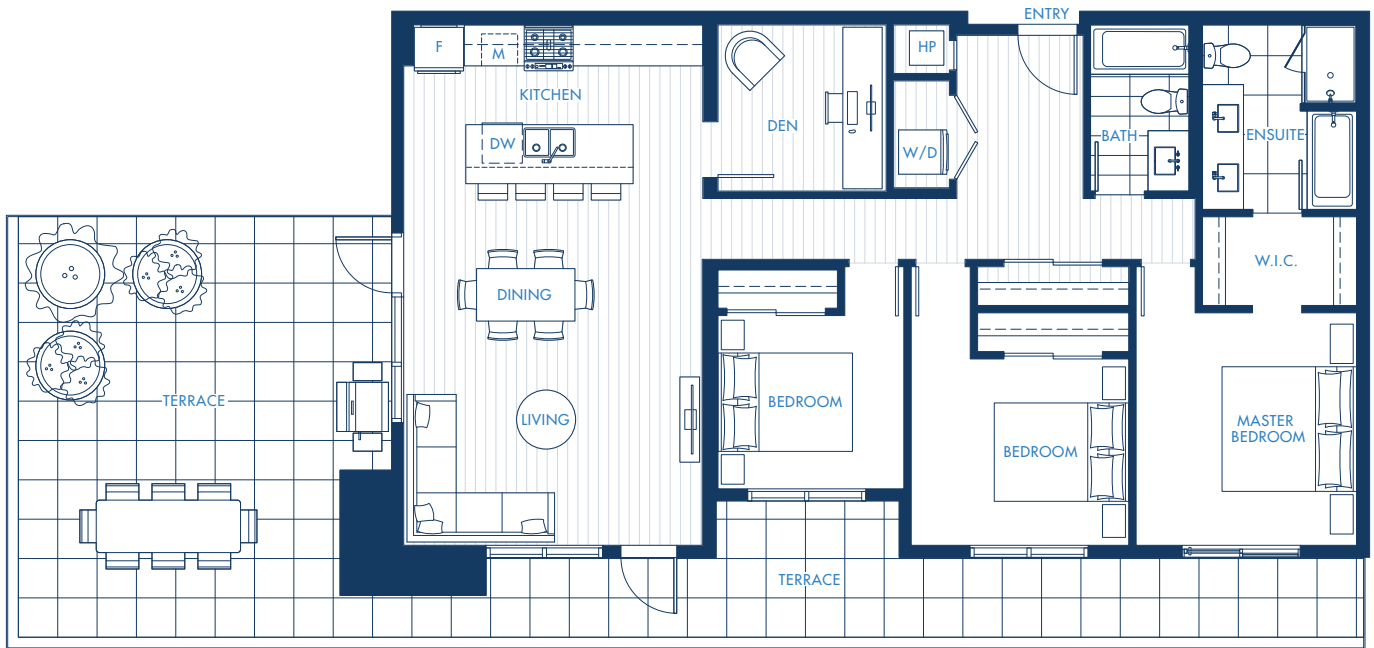 ENTRY
F
M
HP
KITCHEN
DEN
DW
W/D
BATH
ENSUITE
W.I.C.
DINING
TERRACE
LIVING
BEDROOM
BEDROOM
MASTER
BEDROOM
TERRACE